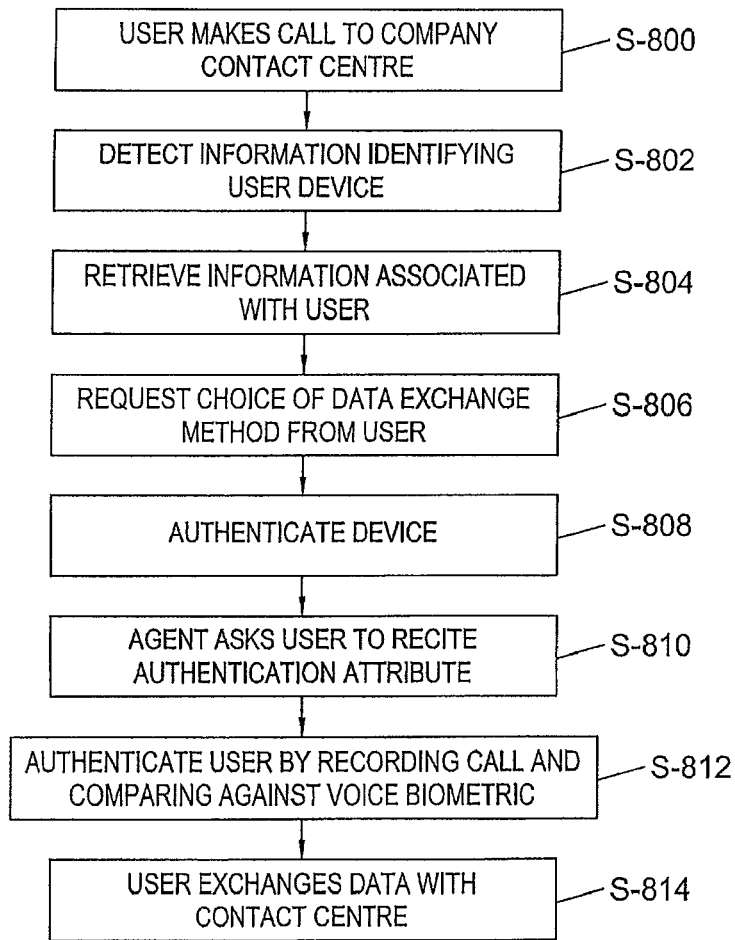 USER MAKES CALL TO COMPANY
CONTACT CENTRE
S-800
DETECT INFORMATION IDENTIFYING
USER DEVICE
S-802
RETRIEVE INFORMATION ASSOCIATED
WITH USER
S-804
REQUEST CHOICE OF DATA EXCHANGE
METHOD FROM USER
S-806
AUTHENTICATE DEVICE
S-808
AGENT ASKS USER TO RECITE
AUTHENTICATION ATTRIBUTE
S-810
AUTHENTICATE USER BY RECORDING CALL AND
COMPARING AGAINST VOICE BIOMETRIC
S-812
USER EXCHANGES DATA WITH
CONTACT CENTRE
S-814